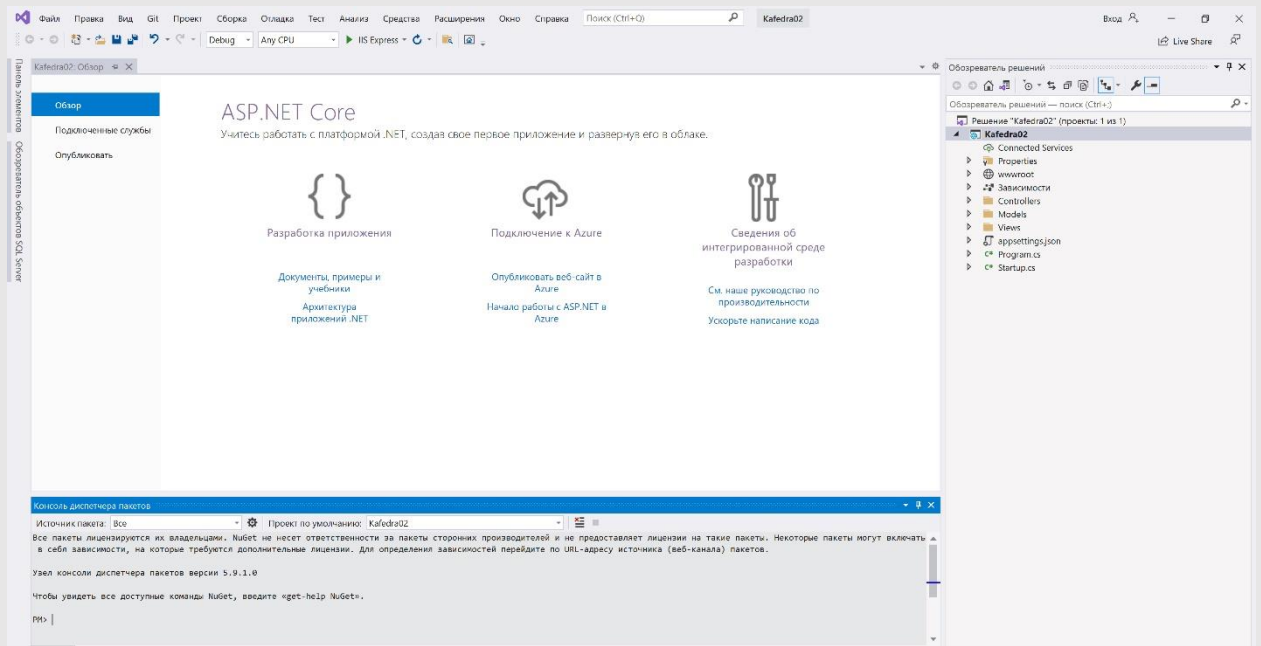 Файл Правка Вид Git Проект Сборка Отладка Тест Анализ Средства Расширения Окно Справка Поиск (Ctrl+Q) Kafedra02 Вход
Debug Any CPU IIS Express Live Share
Панель элементов
Обозреватель объектов SQL Server
Kafedra02: Обзор
Обзор
Подключенные службы
Опубликовать
ASP.NET Core
Учитесь работать с платформой .NET, создав свое первое приложение и развернув его в облаке.
Разработка приложения
Документы, примеры и
учебники
Архитектура
приложений .NET
Подключение к Azure
Опубликовать веб-сайт в
Azure
Начало работы с ASP.NET в
Azure
Сведения об
интегрированной среде
разработки
См. наше руководство по
производительности
Ускорьте написание кода
Обозреватель решений
Обозреватель решений — поиск (Ctrl+;)
Решение "Kafedra02" (проекты: 1 из 1)
Kafedra02
Connected Services
Properties
wwwroot
Зависимости
Controllers
Models
Views
appsettings.json
C# Program.cs
C# Startup.cs
Консоль диспетчера пакетов
Источник пакета: Все Проект по умолчанию: Kafedra02
Все пакеты лицензируются их владельцами. NuGet не несет ответственности за пакеты сторонних производителей и не предоставляет лицензии на такие пакеты. Некоторые пакеты могут включать
в себя зависимости, на которые требуются дополнительные лицензии. Для определения зависимостей перейдите по URL-адресу источника (веб-канала) пакетов.
Узел консоли диспетчера пакетов версии 5.9.1.0
Чтобы увидеть все доступные команды NuGet, введите «get-help NuGet».
PM>